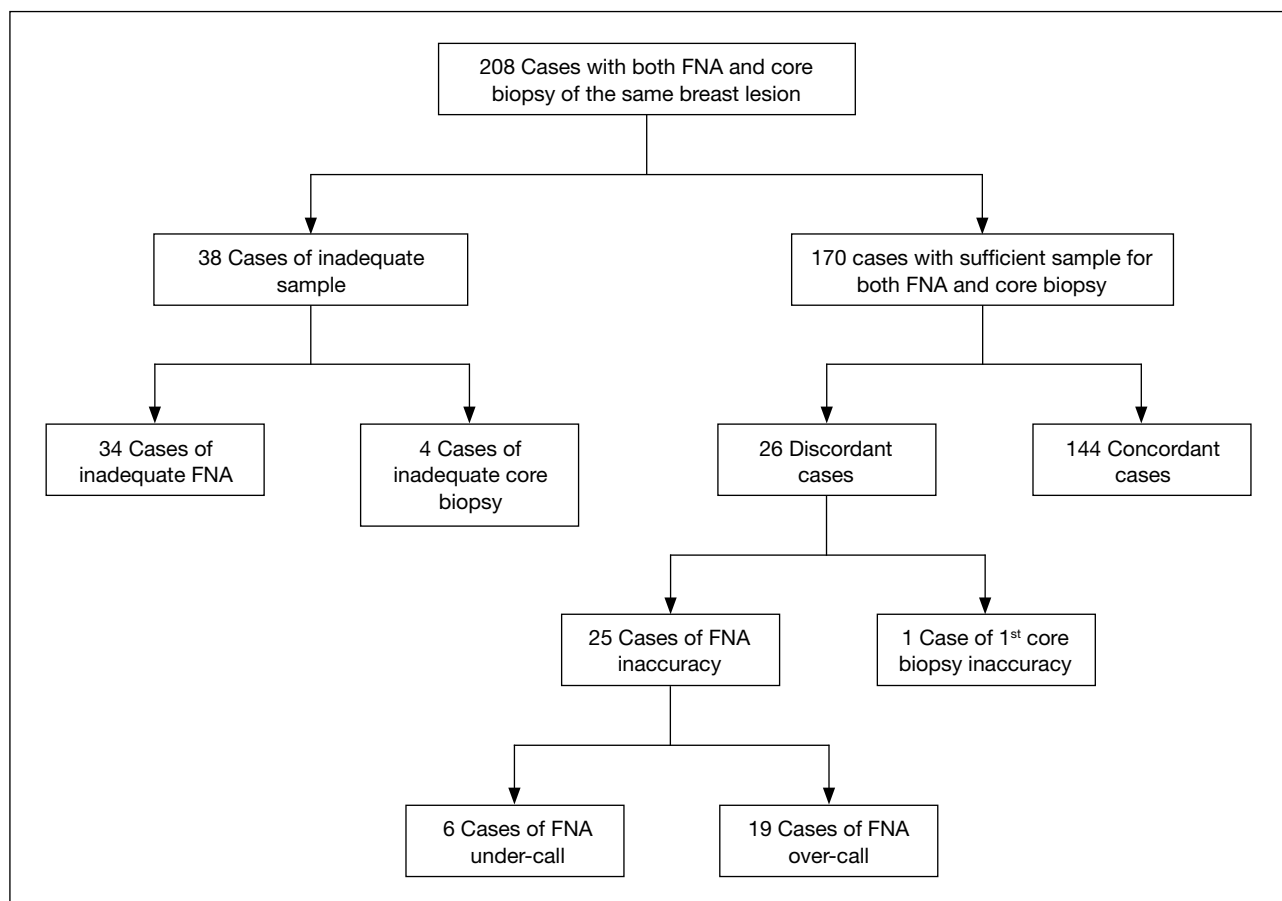 208 Cases with both FNA and core
biopsy of the same breast lesion
38 Cases of inadequate
sample
170 cases with sufficient sample for
both FNA and core biopsy
34 Cases of
inadequate FNA
4 Cases of
inadequate core
biopsy
26 Discordant
cases
144 Concordant
cases
25 Cases of FNA
inaccuracy
1 Case of 1st core
biopsy inaccuracy
6 Cases of FNA
under-call
19 Cases of FNA
over-call